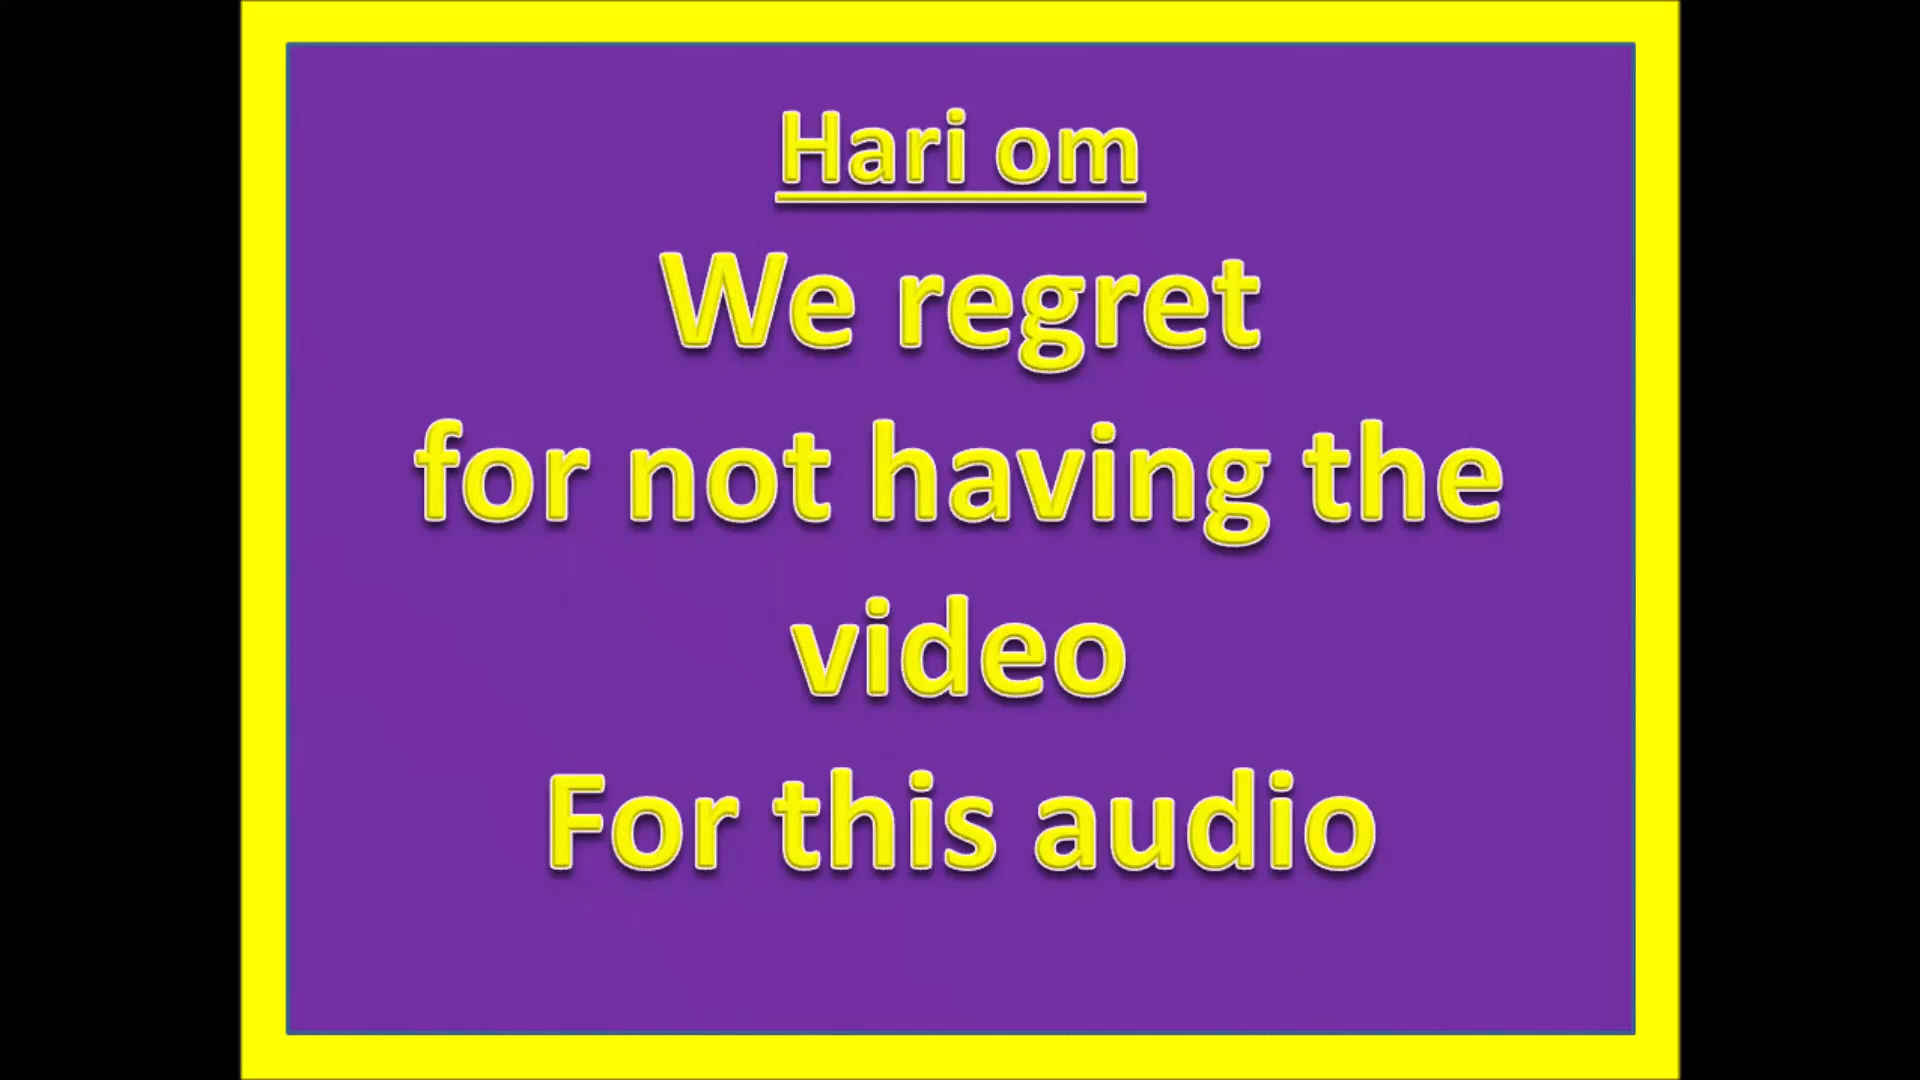 Hari om
We regret
for not having the
video
For this audio